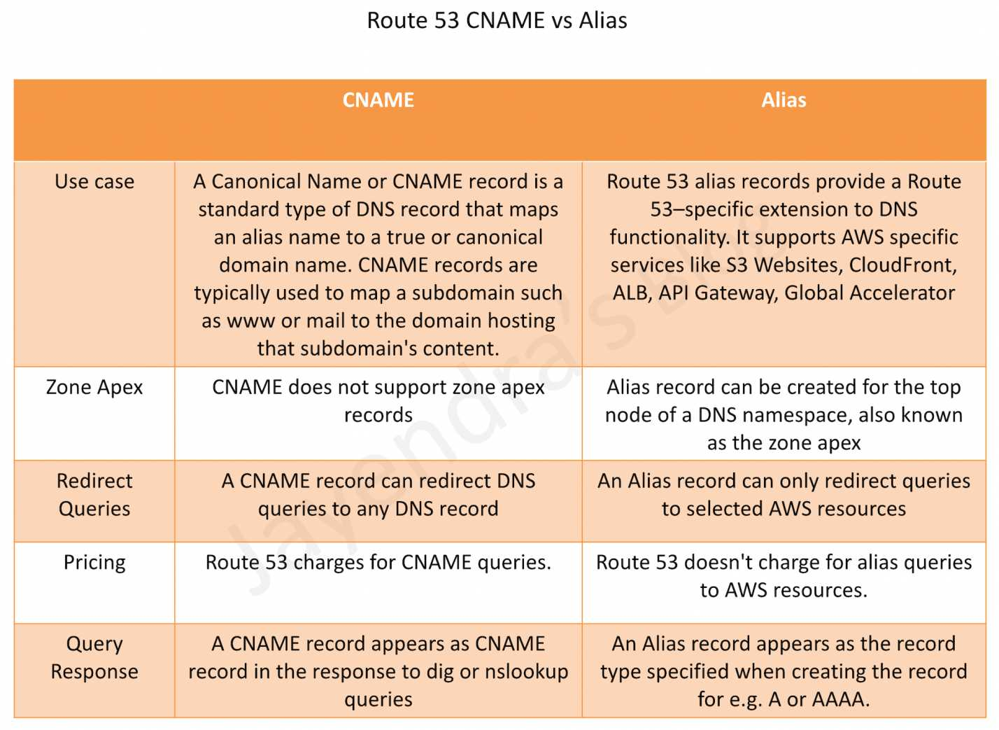 Route 53 CNAME vs Alias
CNAME
Alias
Use case
A Canonical Name or CNAME record is a
standard type of DNS record that maps
an alias name to a true or canonical
domain name. CNAME records are
typically used to map a subdomain such
as www or mail to the domain hosting
that subdomain's content.
Route 53 alias records provide a Route
53–specific extension to DNS
functionality. It supports AWS specific
services like S3 Websites, CloudFront,
ALB, API Gateway, Global Accelerator
Zone Apex
CNAME does not support zone apex
records
Alias record can be created for the top
node of a DNS namespace, also known
as the zone apex
Redirect
Queries
A CNAME record can redirect DNS
queries to any DNS record
An Alias record can only redirect queries
to selected AWS resources
Pricing
Route 53 charges for CNAME queries.
Route 53 doesn't charge for alias queries
to AWS resources.
Query
Response
A CNAME record appears as CNAME
record in the response to dig or nslookup
queries
An Alias record appears as the record
type specified when creating the record
for e.g. A or AAAA.
Jayendra's Blog